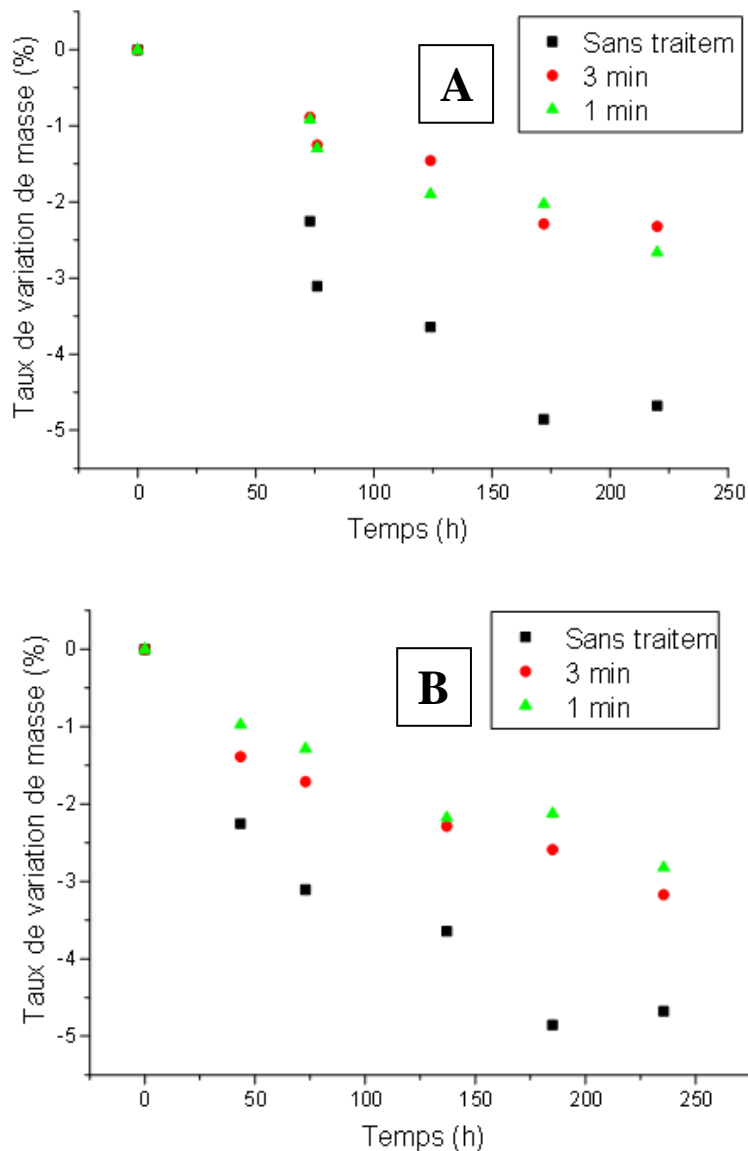 A
Sans traitem
3 min
1 min
Taux de variation de masse (%)
0
-1
-2
-3
-4
-5
0
50
100
150
200
250
Temps (h)
B
Sans traitem
3 min
1 min
Taux de variation de masse (%)
0
-1
-2
-3
-4
-5
0
50
100
150
200
250
Temps (h)